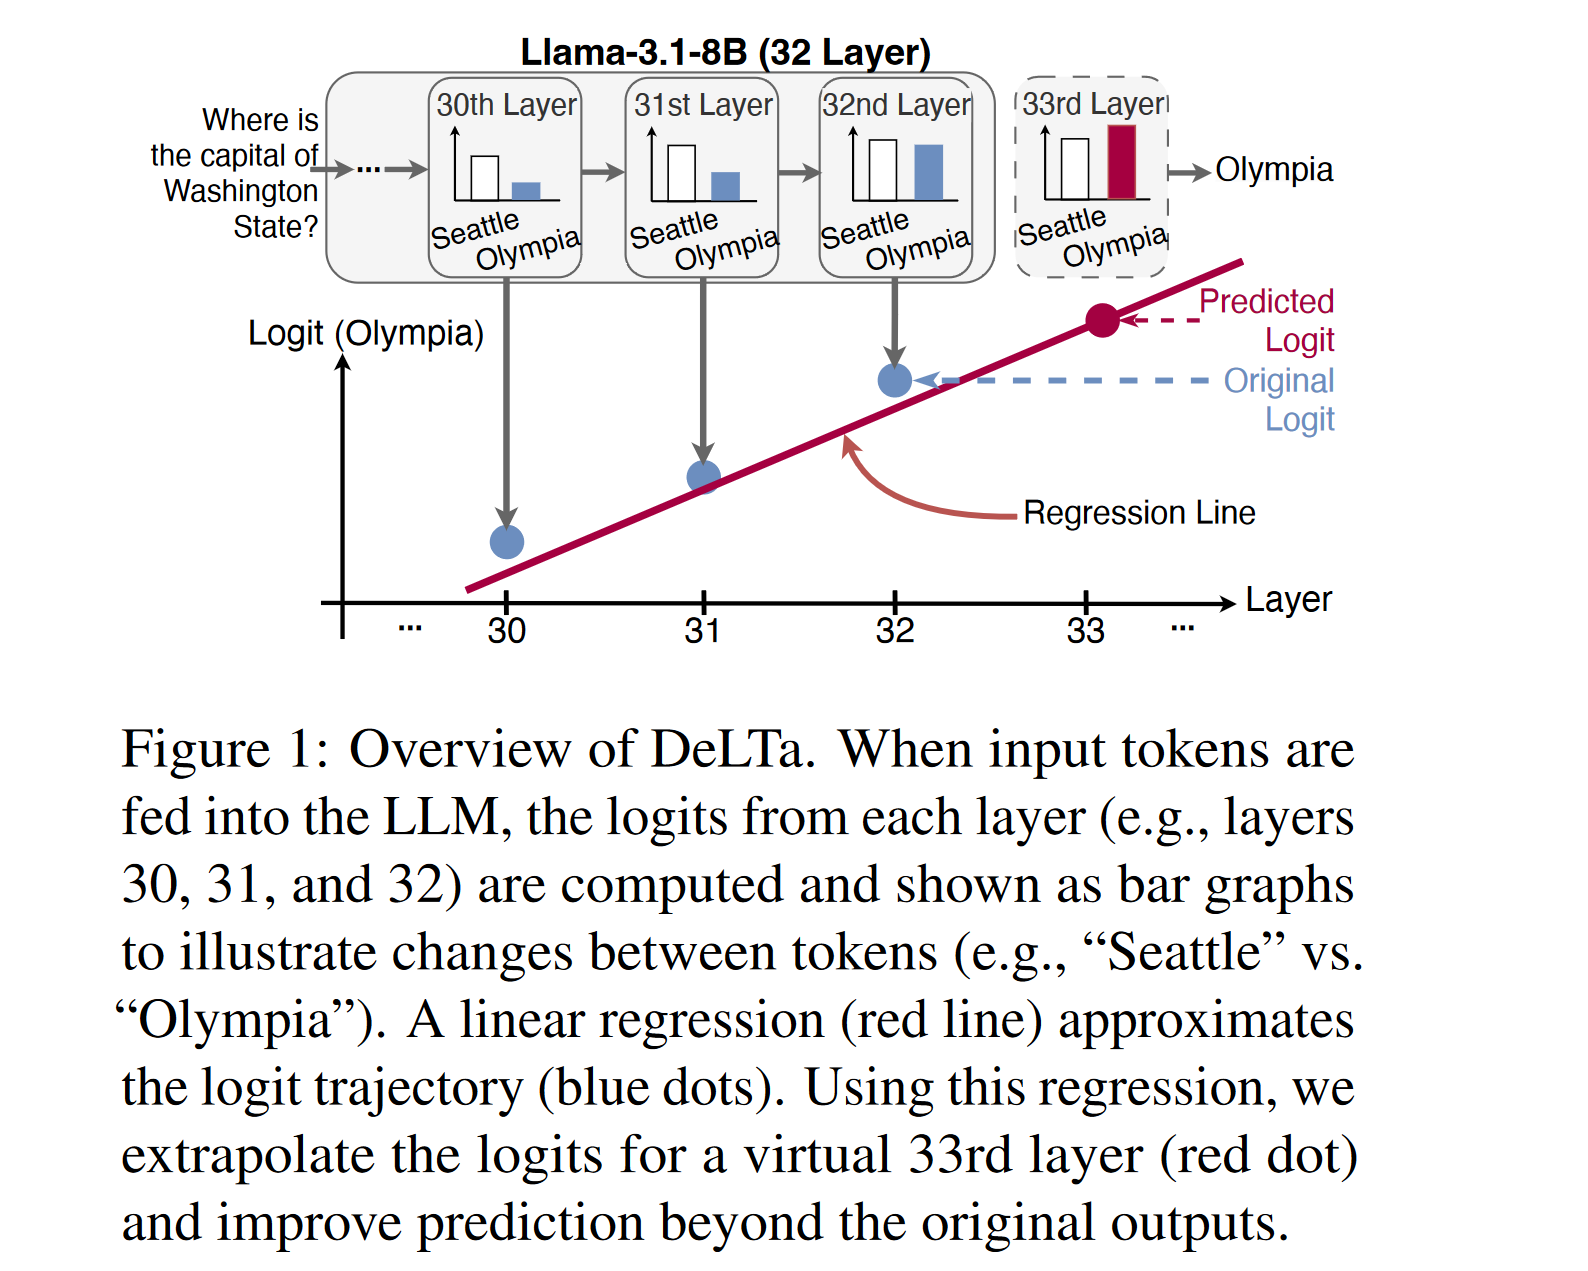 Llama-3.1-8B (32 Layer)
Where is
the capital of
Washington
State?
...
30th Layer
Seattle
Olympia
31st Layer
Seattle
Olympia
32nd Layer
Seattle
Olympia
33rd Layer
Seattle
Olympia
Olympia
Logit (Olympia)
Predicted
Logit
Original
Logit
Regression Line
Layer
... 30 31 32 33 ...
Figure 1: Overview of DeLTa. When input tokens are
fed into the LLM, the logits from each layer (e.g., layers
30, 31, and 32) are computed and shown as bar graphs
to illustrate changes between tokens (e.g., “Seattle” vs.
“Olympia”). A linear regression (red line) approximates
the logit trajectory (blue dots). Using this regression, we
extrapolate the logits for a virtual 33rd layer (red dot)
and improve prediction beyond the original outputs.